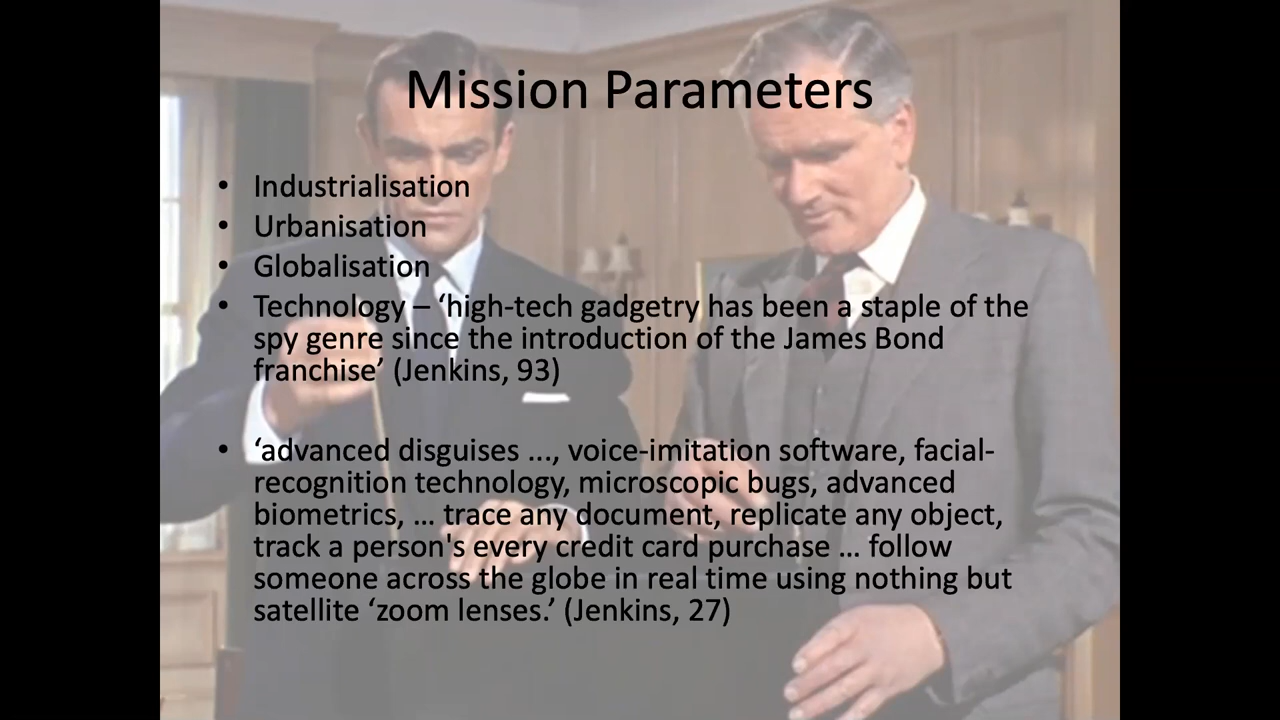 Mission Parameters
• Industrialisation
• Urbanisation
• Globalisation
• Technology – ‘high-tech gadgetry has been a staple of the
spy genre since the introduction of the James Bond
franchise’ (Jenkins, 93)
• ‘advanced disguises ..., voice-imitation software, facial-
recognition technology, microscopic bugs, advanced
biometrics, … trace any document, replicate any object,
track a person's every credit card purchase … follow
someone across the globe in real time using nothing but
satellite ‘zoom lenses.’ (Jenkins, 27)